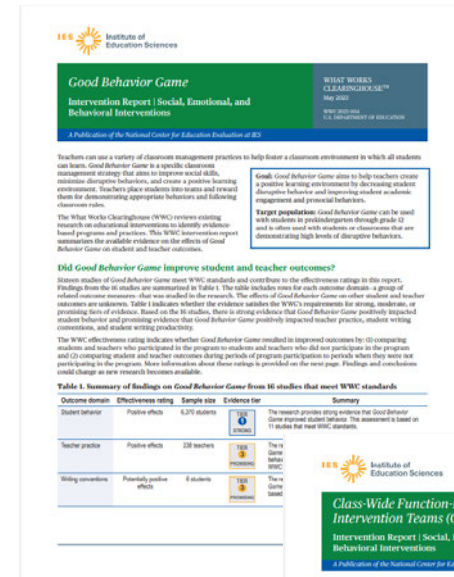 IES Institute of
Education Sciences
Good Behavior Game
Intervention Report | Social, Emotional, and
Behavioral Interventions
WHAT WORKS
CLEARINGHOUSE™
May 2023
U.S. DEPARTMENT OF EDUCATION
A Publication of the National Center for Education Evaluation at IES
Teachers can use a variety of classroom management practices to help foster a classroom environment in which all students
can learn. Good Behavior Game is a specific classroom
management strategy that aims to improve social skills,
minimize disruptive behaviors, and create a positive learning
environment. Teachers place students into teams and reward
them for demonstrating appropriate behaviors and following
classroom rules.
The What Works Clearinghouse (WWC) reviews existing
research on educational interventions to identify evidence-
based programs and practices. This WWC intervention report
summarizes the available evidence on the effects of Good
Behavior Game on student and teacher outcomes.
Goal: Good Behavior Game aims to help teachers create
a positive learning environment by decreasing student
disruptive behavior and improving student academic
engagement and prosocial behaviors.
Target population: Good Behavior Game can be used
with students in prekindergarten through grade 12
and is often used with students or classrooms that are
demonstrating high levels of disruptive behaviors.
Did Good Behavior Game improve student and teacher outcomes?
Sixteen studies of Good Behavior Game meet WWC standards and contribute to the effectiveness ratings in this report.
Findings from the 16 studies are summarized in Table 1. The table includes rows for each outcome domain–a group of
related outcome measures–that was studied in the research. The effects of Good Behavior Game on other student and teacher
outcomes are unknown. Table 1 indicates whether the evidence satisfies the WWC's requirements for strong, moderate, or
promising tiers of evidence. Based on the 16 studies, there is strong evidence that Good Behavior Game positively impacted
student behavior and promising evidence that Good Behavior Game positively impacted teacher practice, student writing
conventions, and student writing productivity.
The WWC effectiveness rating indicates whether Good Behavior Game resulted in improved outcomes by: (1) comparing
students and teachers who participated in the program to students and teachers who did not participate in the program
and (2) comparing student and teacher outcomes during periods of program participation to periods when they were not
participating in the program. More information about these ratings is provided on the next page. Findings and conclusions
could change as new research becomes available.
Table 1. Summary of findings on Good Behavior Game from 16 studies that meet WWC standards
Outcome domain Effectiveness rating Sample size Evidence tier Summary
Student behavior Positive effects 6,370 students TIER 1 STRONG The research provides strong evidence that Good Behavior
Game improved student behavior. This assessment is based on
11 studies that meet WWC standards.
Teacher practice Positive effects 238 teachers TIER 3 PROMISING The re
Game
behav
WWC
Writing conventions Potentially positive
effects 6 students TIER 3 PROMISING The re
Game
based
IES Institute of
Education Sciences
Class-Wide Function-
Intervention Teams (C
Intervention Report | Social,
Behavioral Interventions
A Publication of the National Center for Ed